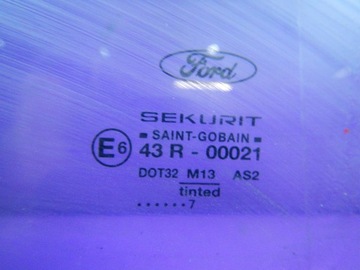 Ford
SEKURIT
SAINT-GOBAIN
E6 43 R - 00021
DOT32 M13 AS2
tinted
......7